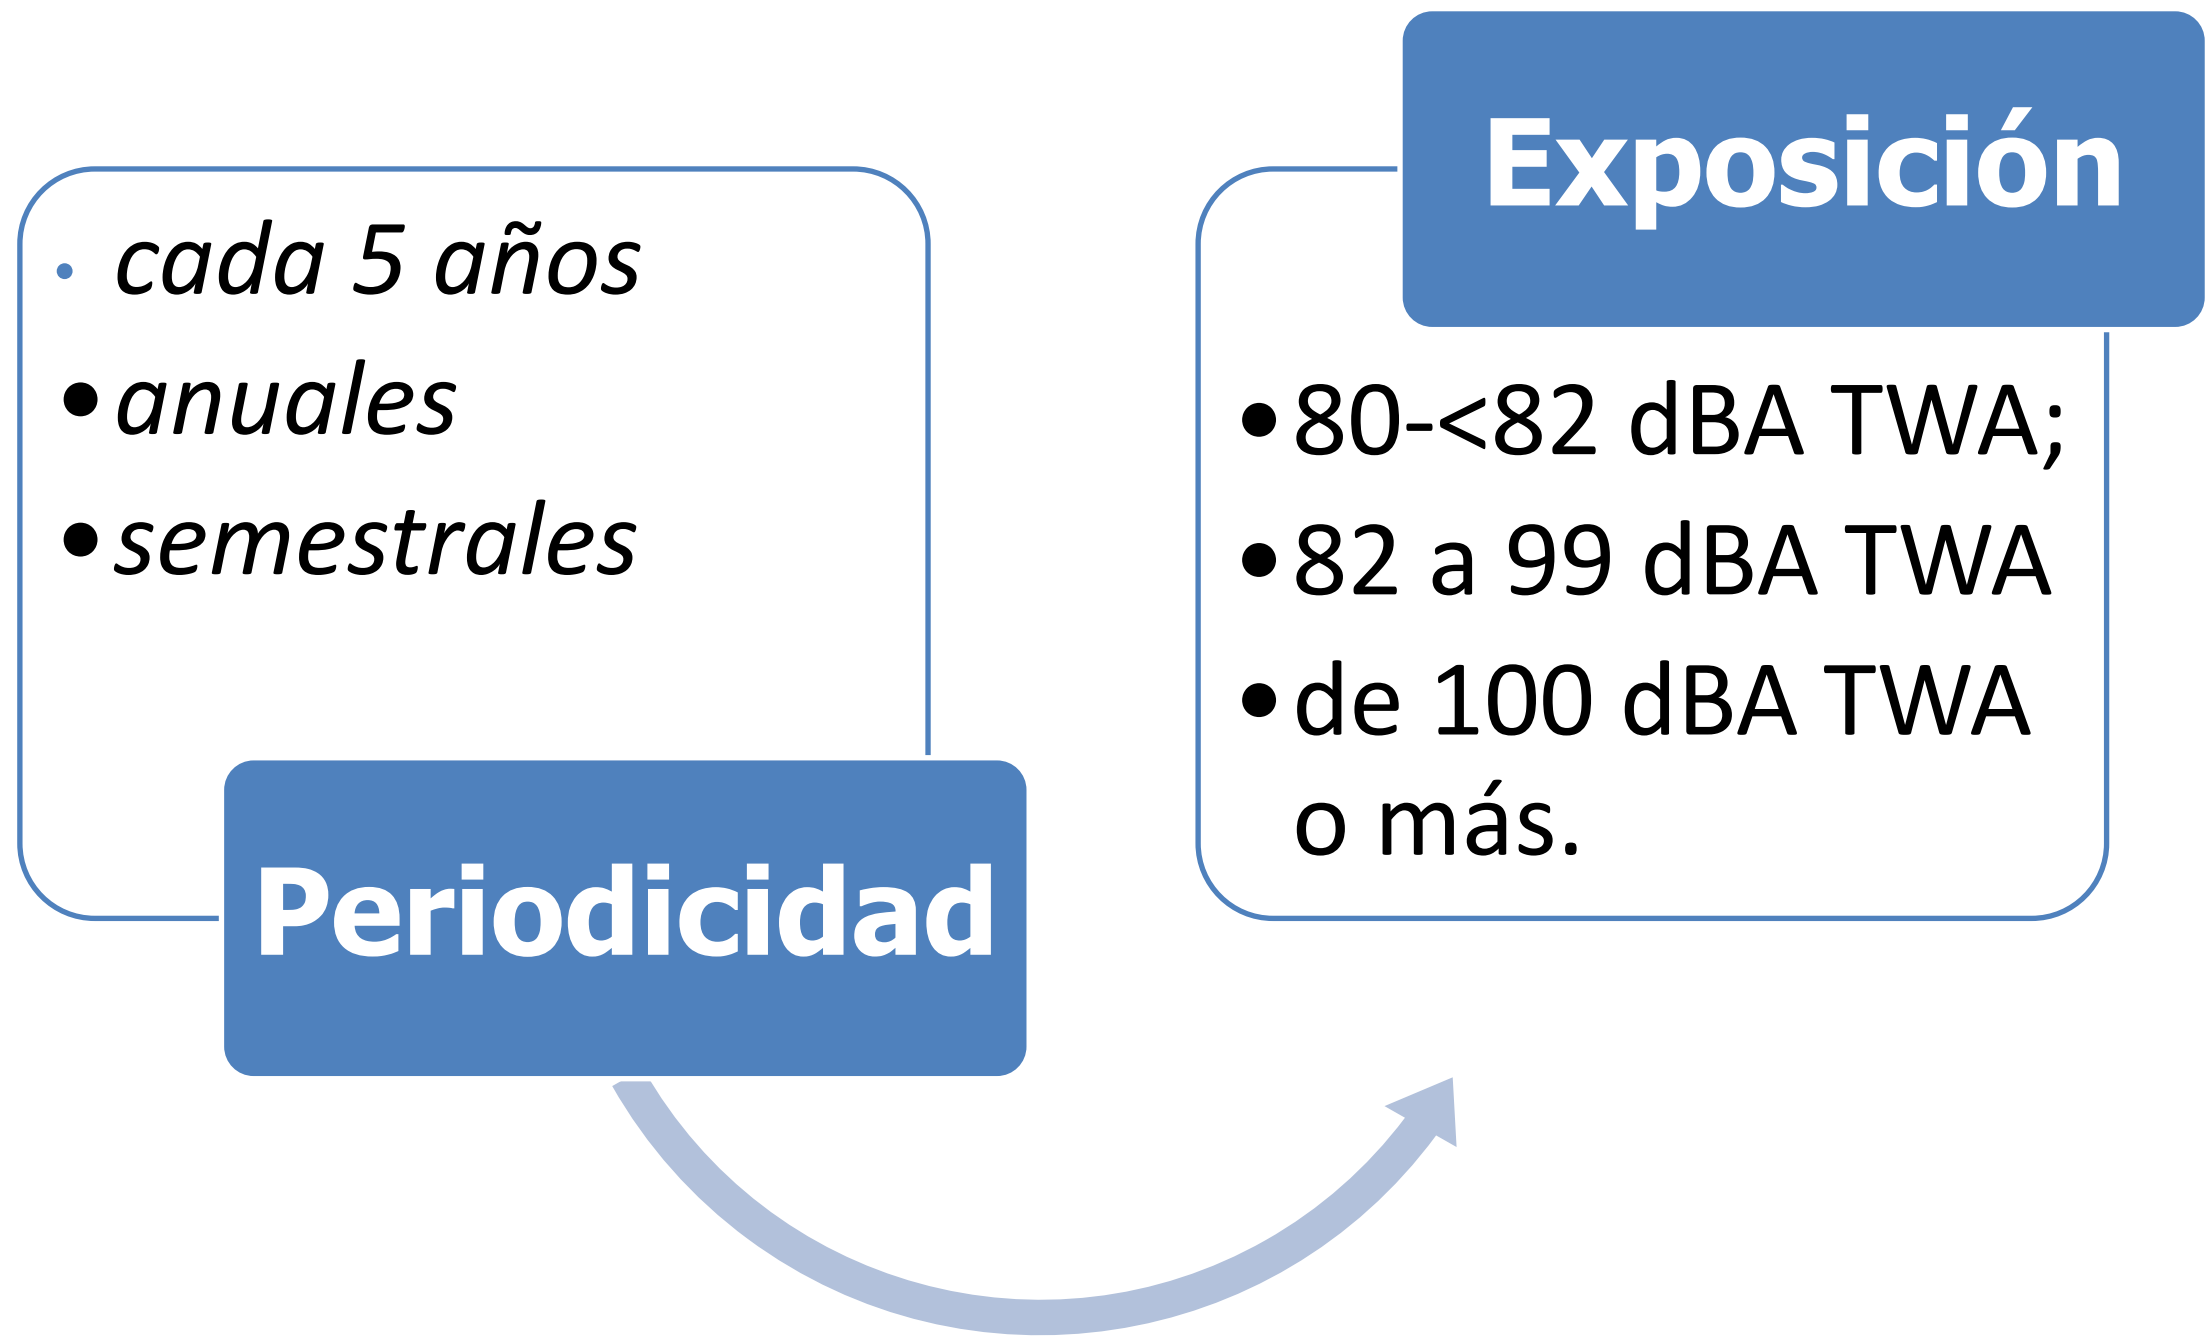 • cada 5 años
• anuales
• semestrales
Periodicidad
Exposición
• 80-<82 dBA TWA;
• 82 a 99 dBA TWA
• de 100 dBA TWA
o más.